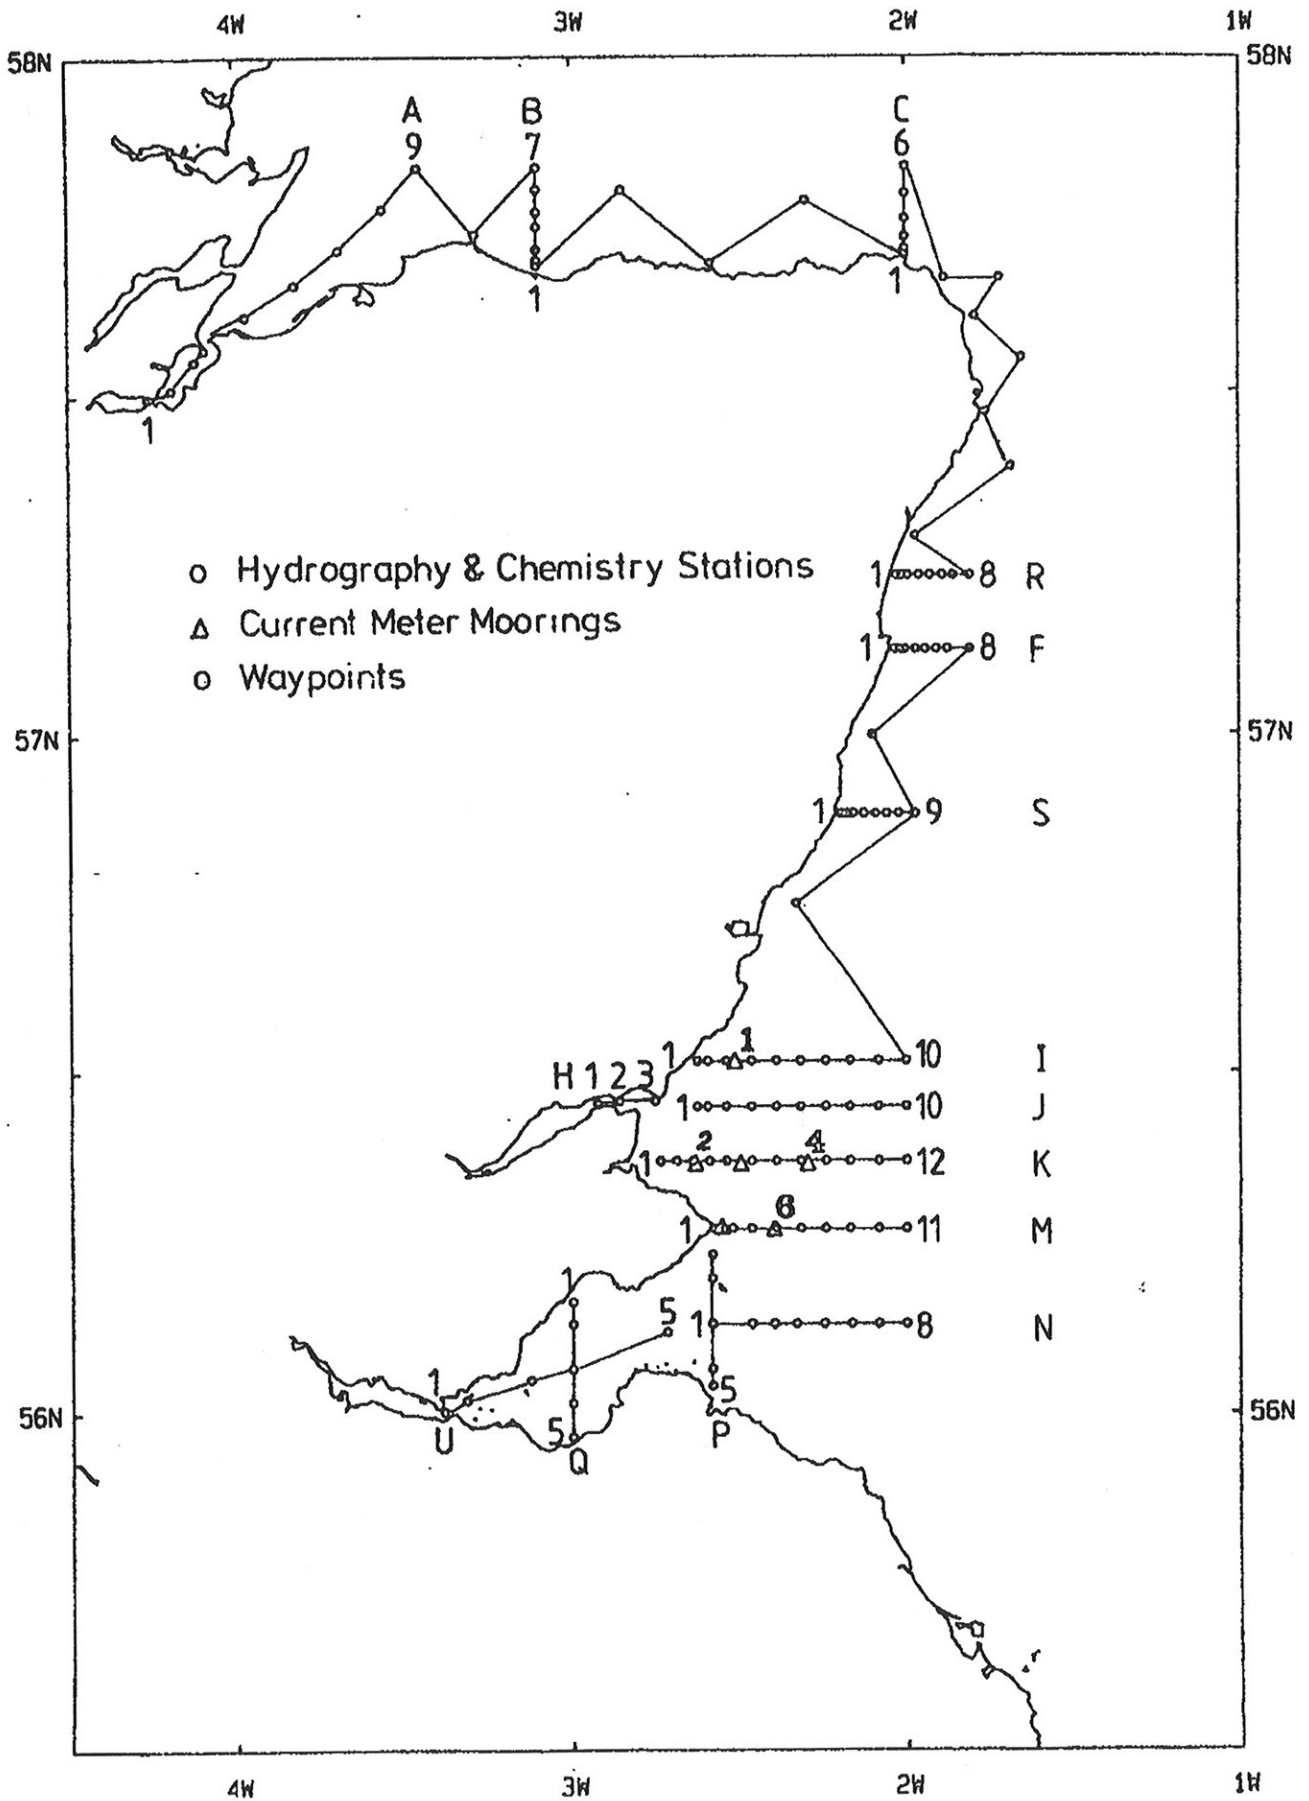 4W 3W 2W 1W
58N 58N
A B C
9 7 6
1 1
1
o Hydrography & Chemistry Stations
1 8 R
△ Current Meter Moorings
1 8 F
o Waypoints
57N 57N
1 9 S
1 1 10 I
H 1 2 3
1 10 J
1 2 4 12 K
1 6 11 M
1
5 1 8 N
1 5
56N U 5 Q P 56N
4W 3W 2W 1W